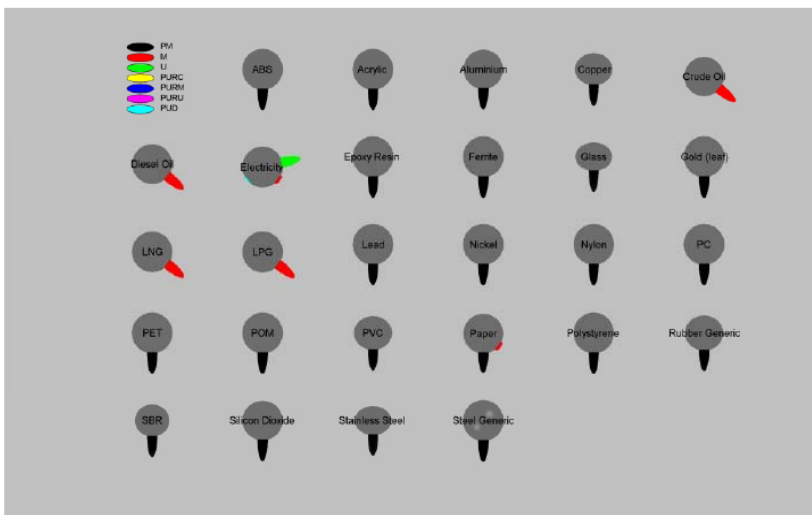 PM
M
U
PURC
PURM
PURU
PUD
ABS
Acrylic
Aluminium
Copper
Crude Oil
Diesel Oil
Electricity
Epoxy Resin
Ferrite
Glass
Gold (leaf)
LNG
LPG
Lead
Nickel
Nylon
PC
PET
POM
PVC
Paper
Polystyrene
Rubber Generic
SBR
Silicon Dioxide
Stainless Steel
Steel Generic